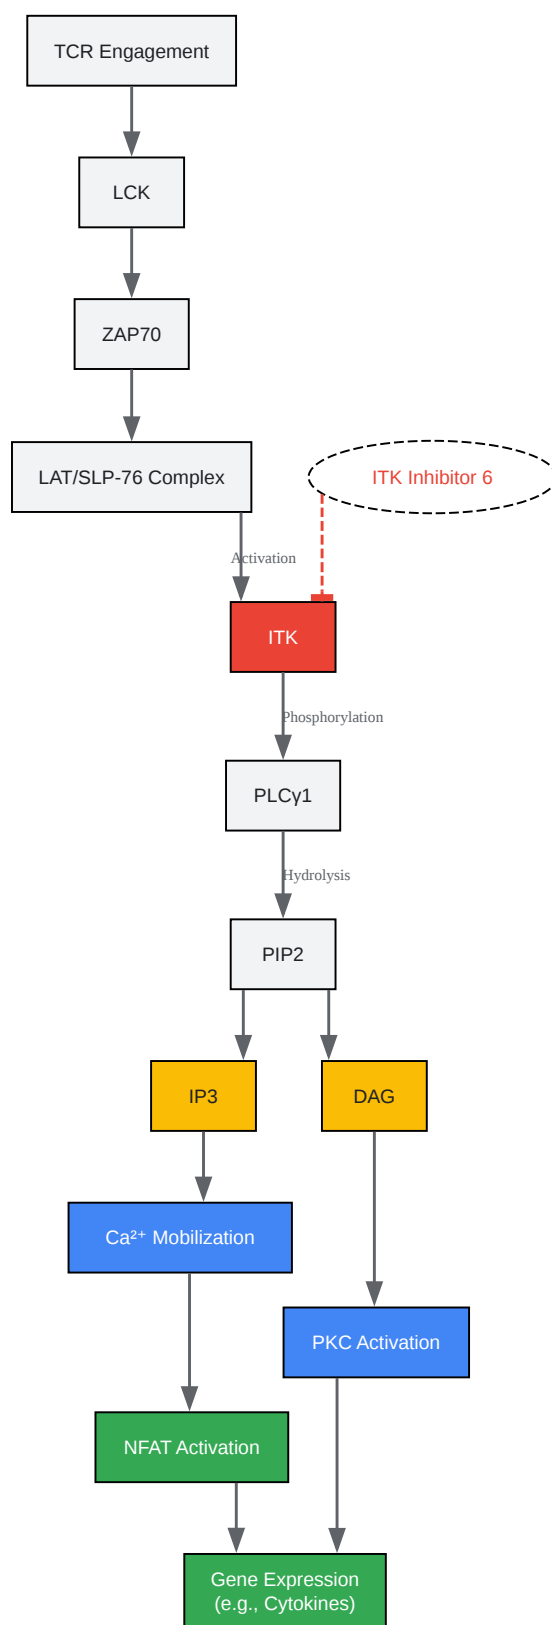 TCR Engagement
LCK
ZAP70
LAT/SLP-76 Complex
ITK Inhibitor 6
Activation
ITK
Phosphorylation
PLCγ1
Hydrolysis
PIP2
IP3
DAG
Ca²⁺ Mobilization
PKC Activation
NFAT Activation
Gene Expression
(e.g., Cytokines)